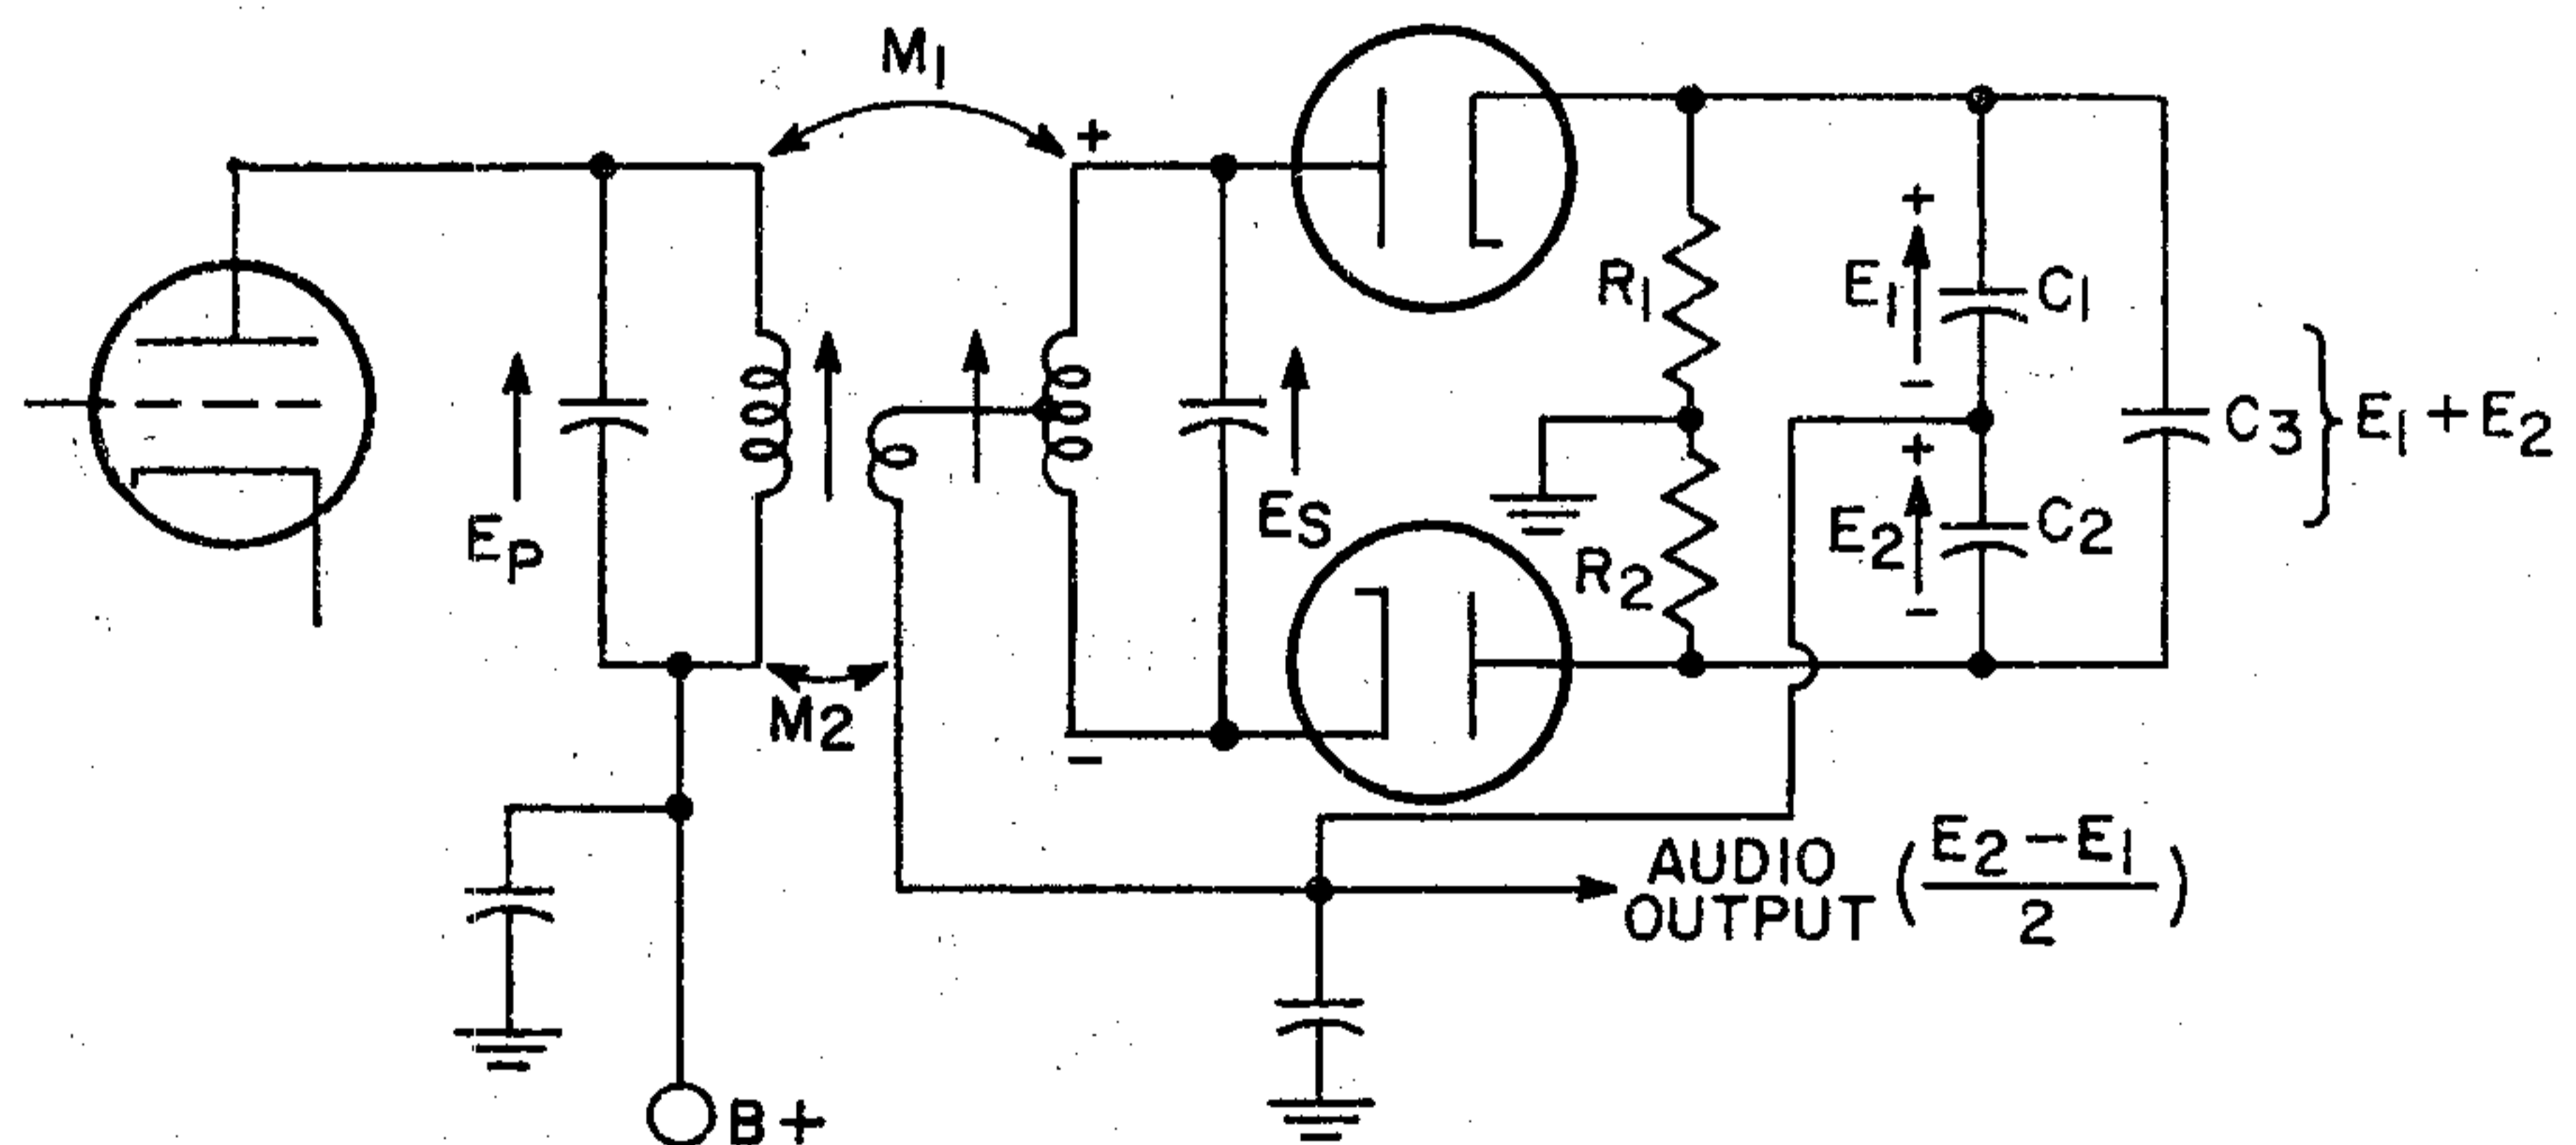 M1
+
EP
M2
-
ES
R1
R2
+
E1
-
C1
+
E2
-
C2
C3 } E1 + E2
AUDIO OUTPUT ( E2 - E1 / 2 )
B+